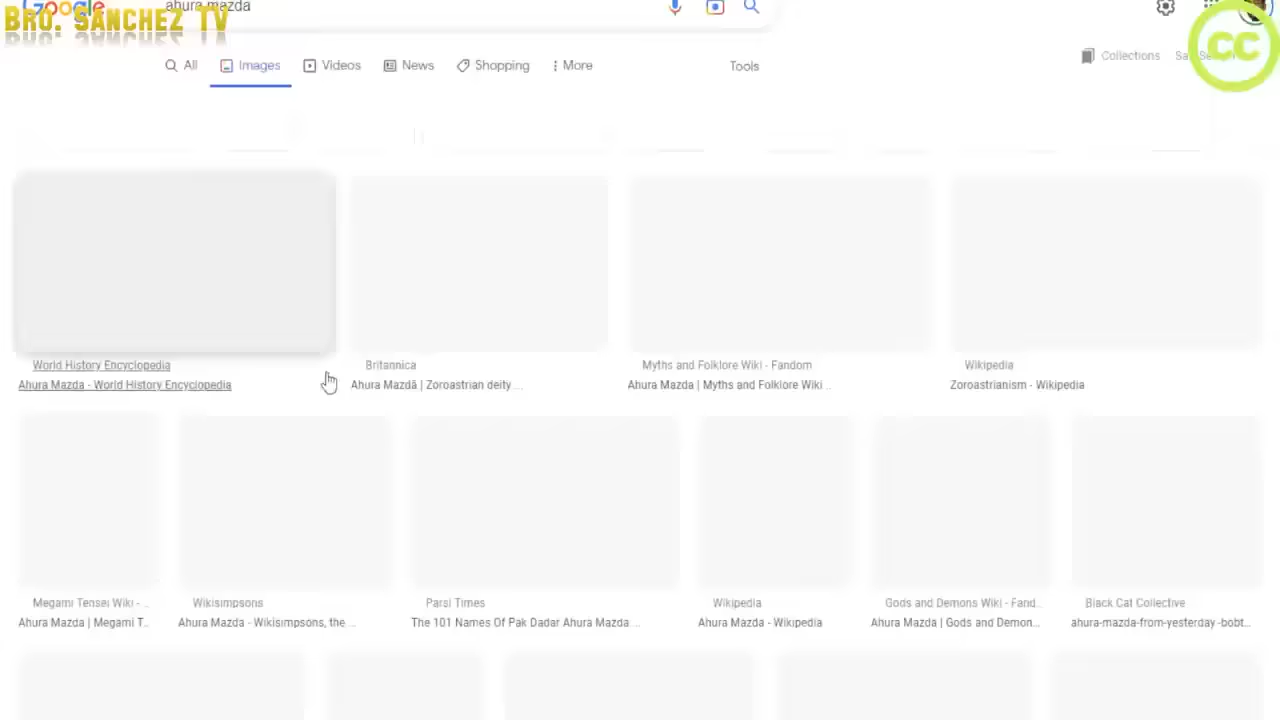 Google
ahura mazda
BRO. SANCHEZ TV
CC
All Images Videos News Shopping More Tools
Collections
World History Encyclopedia
Ahura Mazda - World History Encyclopedia
Britannica
Ahura Mazdā | Zoroastrian deity ...
Myths and Folklore Wiki - Fandom
Ahura Mazda | Myths and Folklore Wiki ..
Wikipedia
Zoroastrianism - Wikipedia
Megami Tensei Wiki - ..
Ahura Mazda | Megami T..
Wikisimpsons
Ahura Mazda - Wikisimpsons, the ...
Parsi Times
The 101 Names Of Pak Dadar Ahura Mazda ...
Wikipedia
Ahura Mazda - Wikipedia
Gods and Demons Wiki - Fand..
Ahura Mazda | Gods and Demon...
Black Cat Collective
ahura-mazda-from-yesterday-bobt...